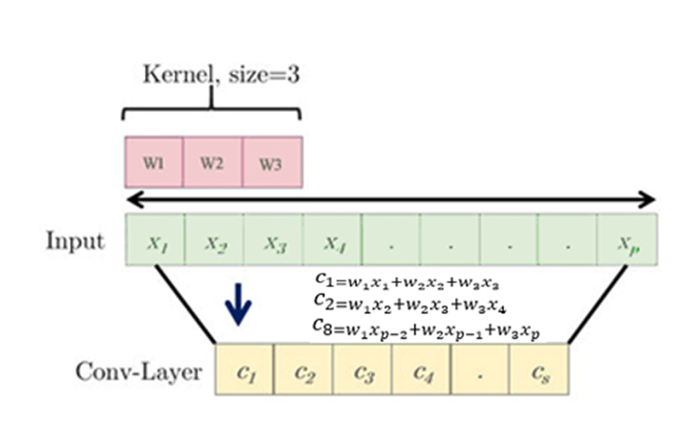 Kernel, size=3
W1 W2 W3
Input x₁ x₂ x₃ x₄ . . . . xₚ
c₁=w₁x₁+w₂x₂+w₃x₃
c₂=w₁x₂+w₂x₃+w₃x₄
c₈=w₁xₚ₋₂+w₂xₚ₋₁+w₃xₚ
Conv-Layer c₁ c₂ c₃ c₄ . cₛ